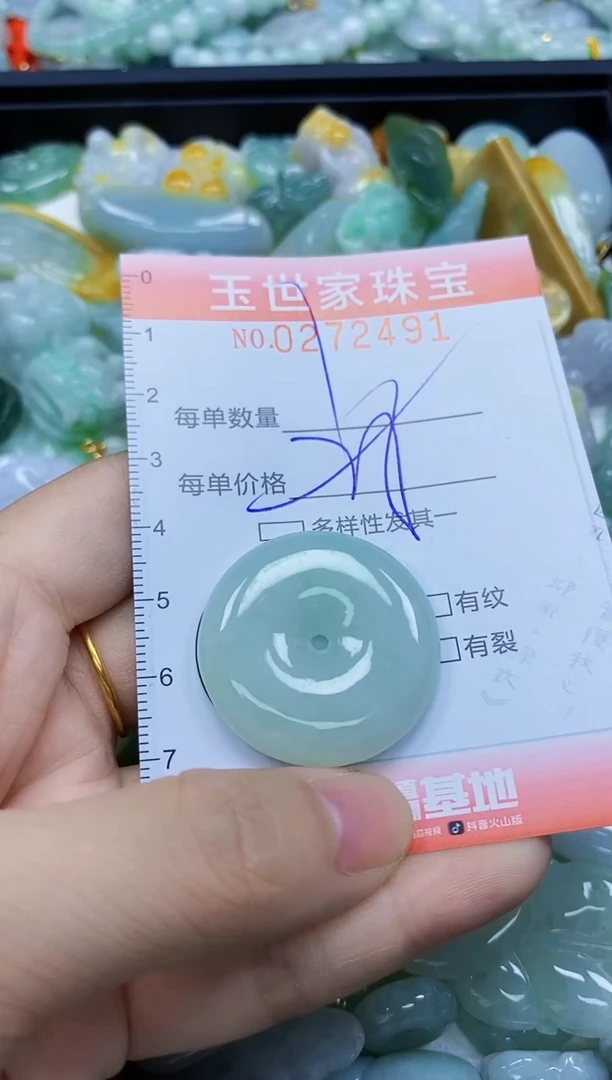 0
玉世家珠宝
1
NO.0272491
2
每单数量
3
每单价格
4
多样性发其一
5
有纹
6
有裂
7
基地
抖音火山版